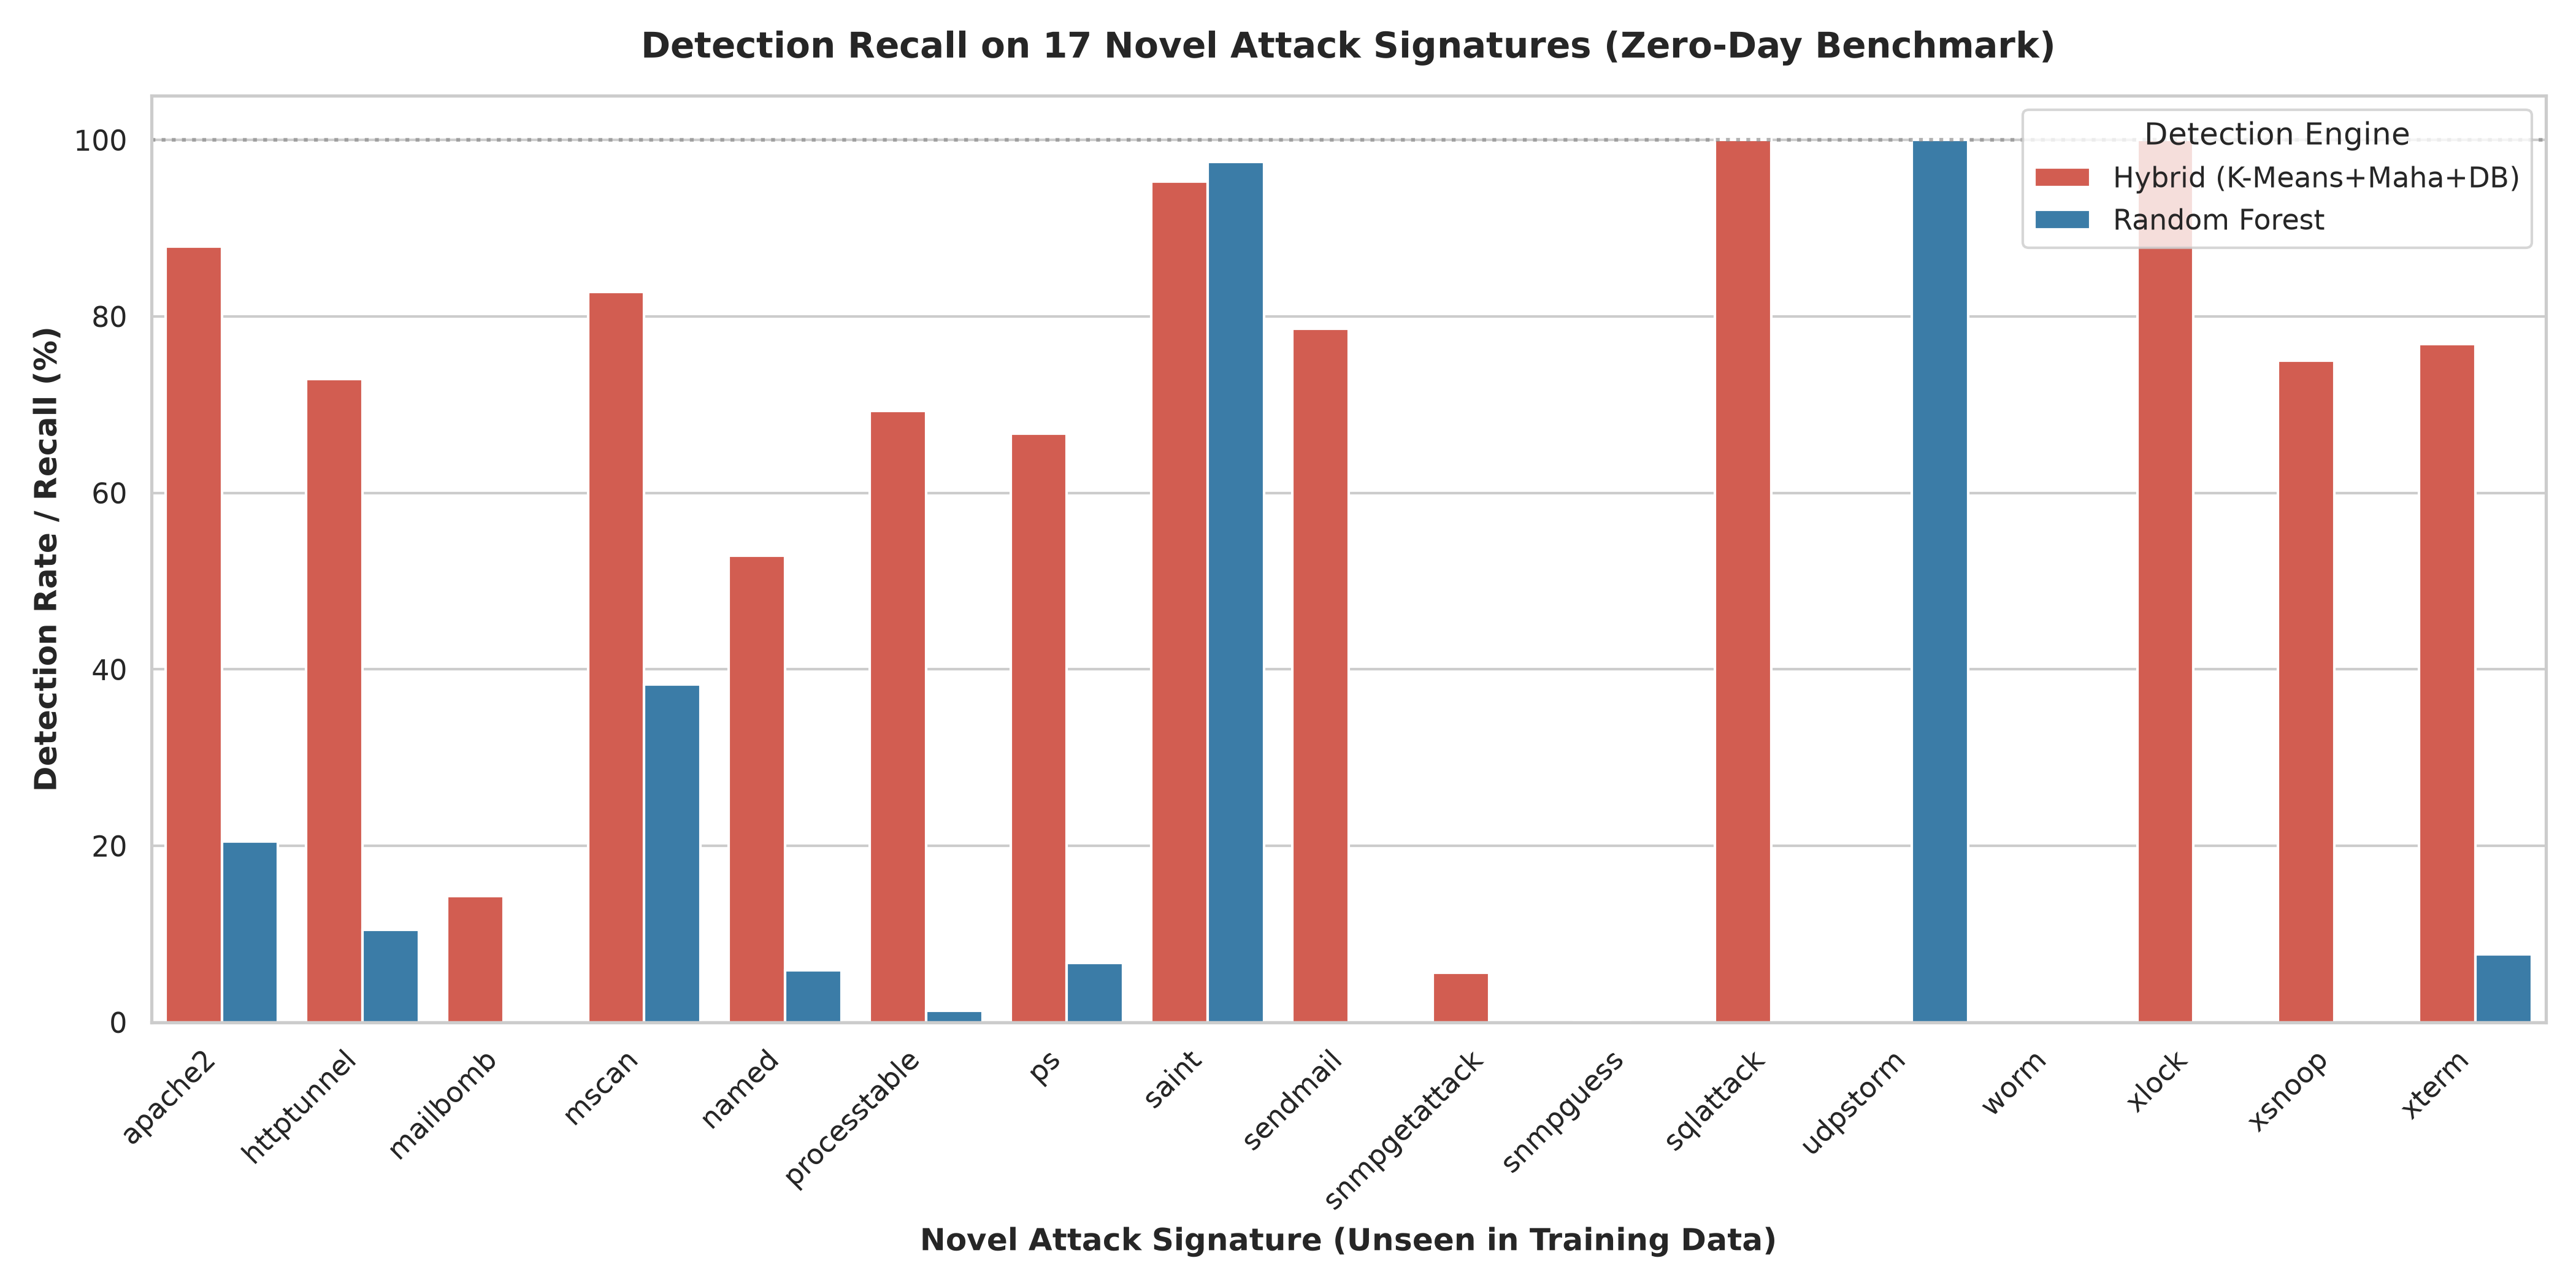 Detection Recall on 17 Novel Attack Signatures (Zero-Day Benchmark)
Detection Rate / Recall (%)
100
80
60
40
20
0
Detection Engine
Hybrid (K-Means+Maha+DB)
Random Forest
apache2
httptunnel
mailbomb
mscan
named
processtable
ps
saint
sendmail
snmpgetattack
snmpguess
sqlattack
udpstorm
worm
xlock
xsnoop
xterm
Novel Attack Signature (Unseen in Training Data)